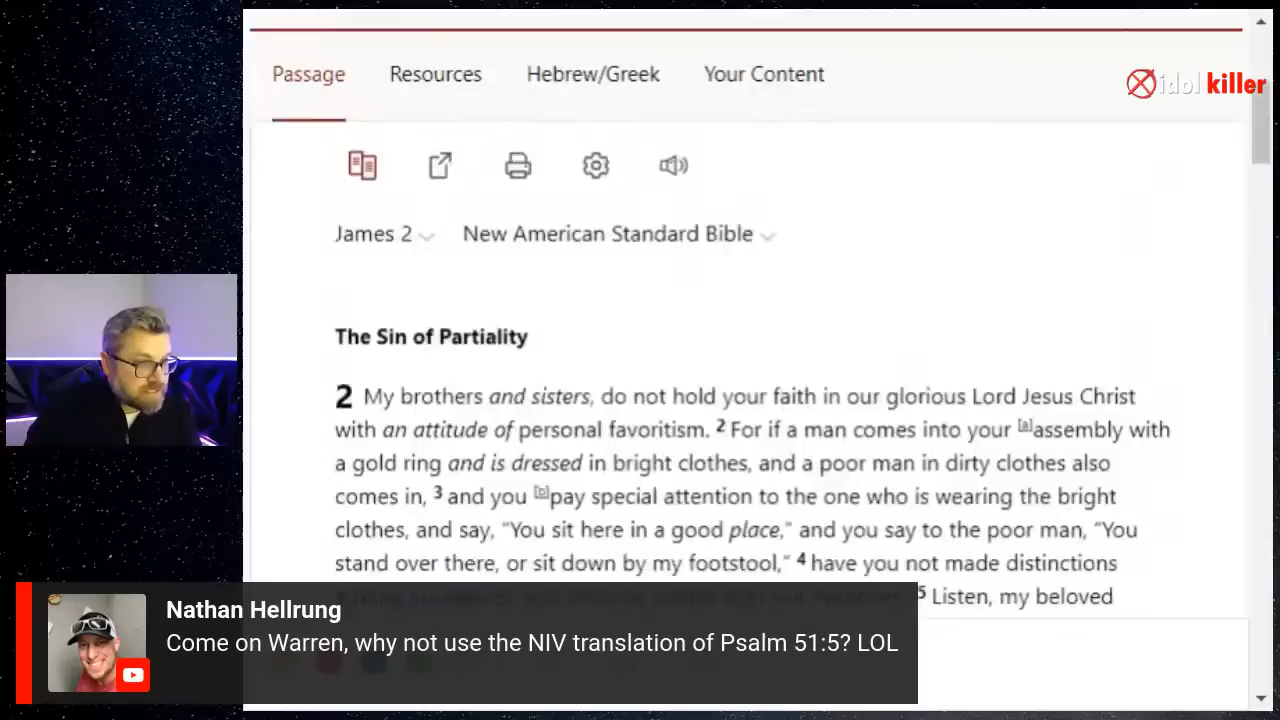 Passage Resources Hebrew/Greek Your Content
idol killer
James 2 New American Standard Bible
The Sin of Partiality
2 My brothers and sisters, do not hold your faith in our glorious Lord Jesus Christ
with an attitude of personal favoritism. 2 For if a man comes into your [a]assembly with
a gold ring and is dressed in bright clothes, and a poor man in dirty clothes also
comes in, 3 and you [b]pay special attention to the one who is wearing the bright
clothes, and say, “You sit here in a good place,” and you say to the poor man, “You
stand over there, or sit down by my footstool,” 4 have you not made distinctions
5 Listen, my beloved
Nathan Hellrung
Come on Warren, why not use the NIV translation of Psalm 51:5? LOL